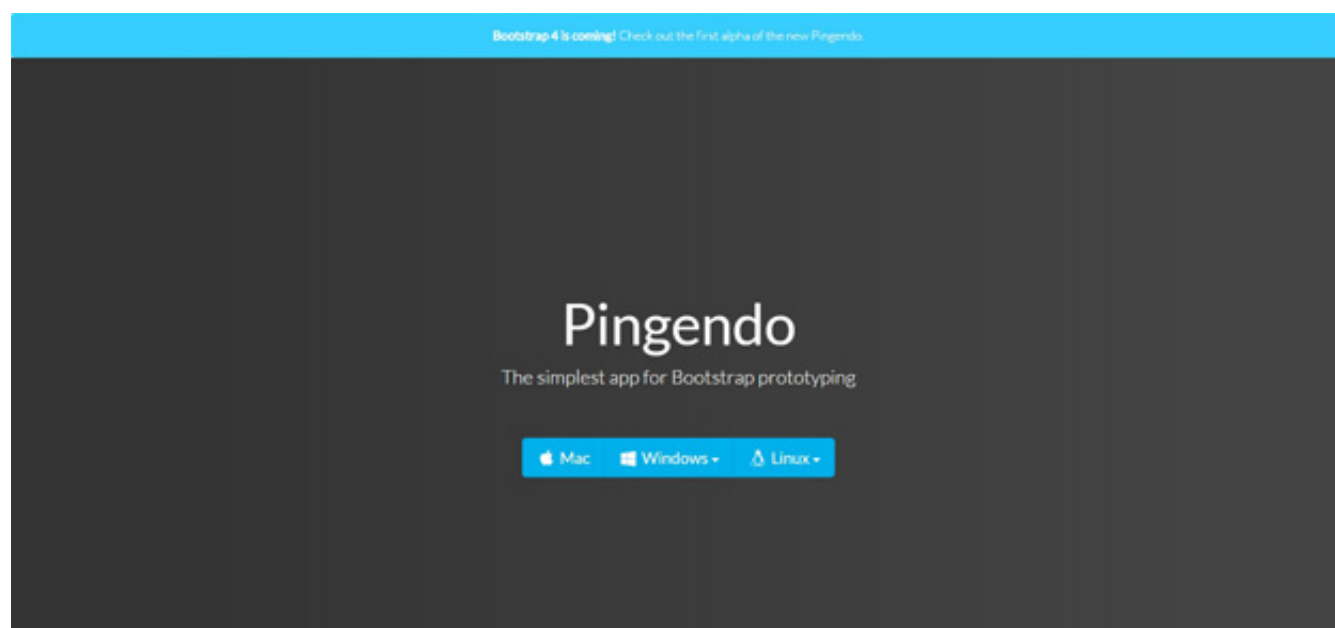 Bootstrap 4 is coming! Check out the first alpha of the new Pingendo.
Pingendo
The simplest app for Bootstrap prototyping
Mac Windows Linux